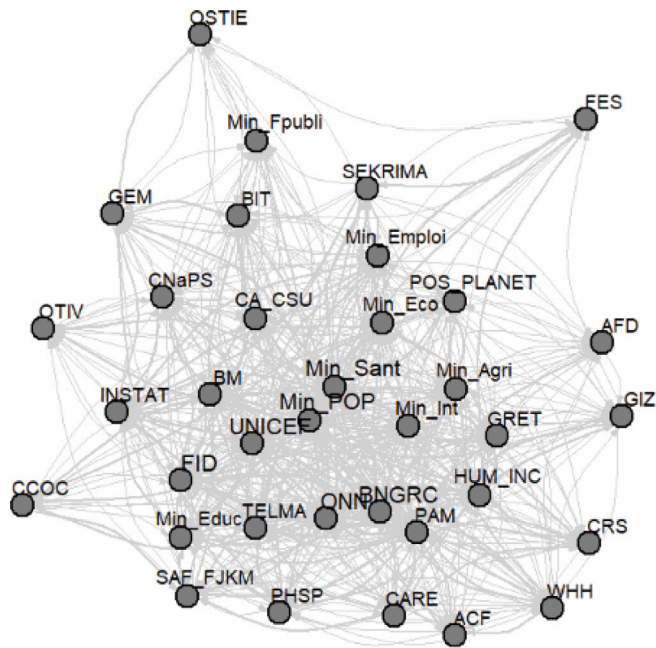 OSTIE
FES
Min_Fpubli
SEKRIMA
GEM
BIT
Min_Emploi
CNaPS
POS_PLANET
CA_CSU
Min_Eco
OTIV
AFD
Min_Sant
Min_Agri
BM
INSTAT
Min_POP
Min_Int
GIZ
UNICEF
GRET
FID
HUM_INC
CCOC
BNGRC
ONN
TELMA
Min_Educ
PAM
CRS
SAF_FJKM
PHSP
CARE
WHH
ACF